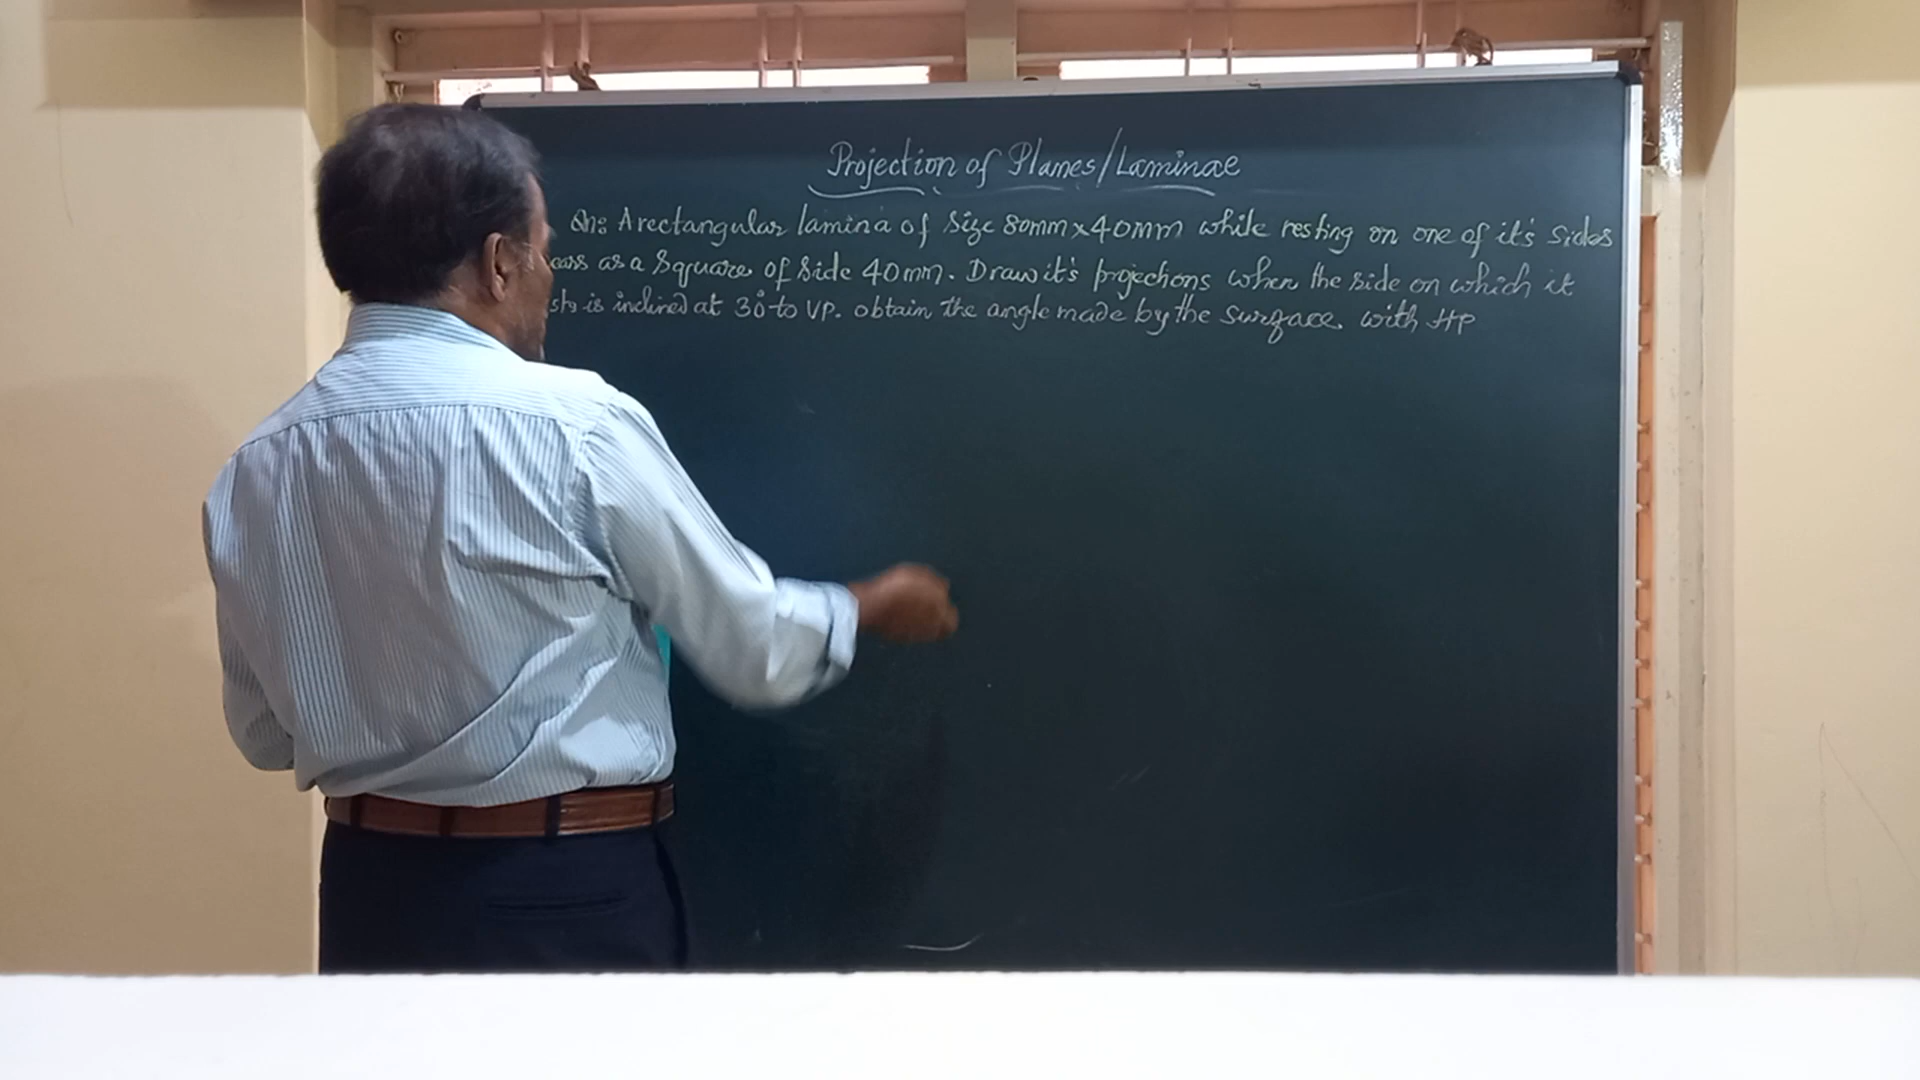 Projection of Planes/Laminae
Qn: A rectangular lamina of size 80mm x 40mm while resting on one of it's sides
as a square of side 40mm. Draw it's projections when the side on which it
is inclined at 30° to VP. obtain the angle made by the surface with HP